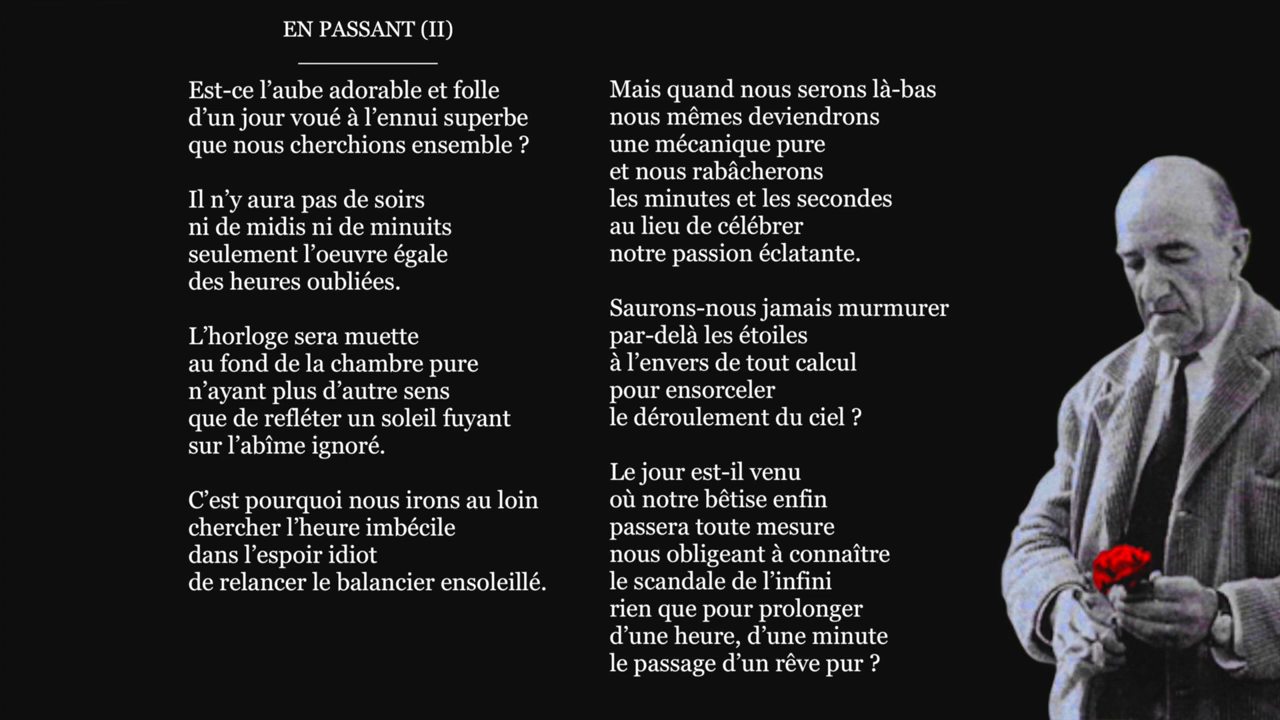 EN PASSANT (II)
Est-ce l’aube adorable et folle
d’un jour voué à l’ennui superbe
que nous cherchions ensemble ?
Il n’y aura pas de soirs
ni de midis ni de minuits
seulement l’oeuvre égale
des heures oubliées.
L’horloge sera muette
au fond de la chambre pure
n’ayant plus d’autre sens
que de refléter un soleil fuyant
sur l’abîme ignoré.
C’est pourquoi nous irons au loin
chercher l’heure imbécile
dans l’espoir idiot
de relancer le balancier ensoleillé.
Mais quand nous serons là-bas
nous mêmes deviendrons
une mécanique pure
et nous rabâcherons
les minutes et les secondes
au lieu de célébrer
notre passion éclatante.
Saurons-nous jamais murmurer
par-delà les étoiles
à l’envers de tout calcul
pour ensorceler
le déroulement du ciel ?
Le jour est-il venu
où notre bêtise enfin
passera toute mesure
nous obligeant à connaître
le scandale de l’infini
rien que pour prolonger
d’une heure, d’une minute
le passage d’un rêve pur ?